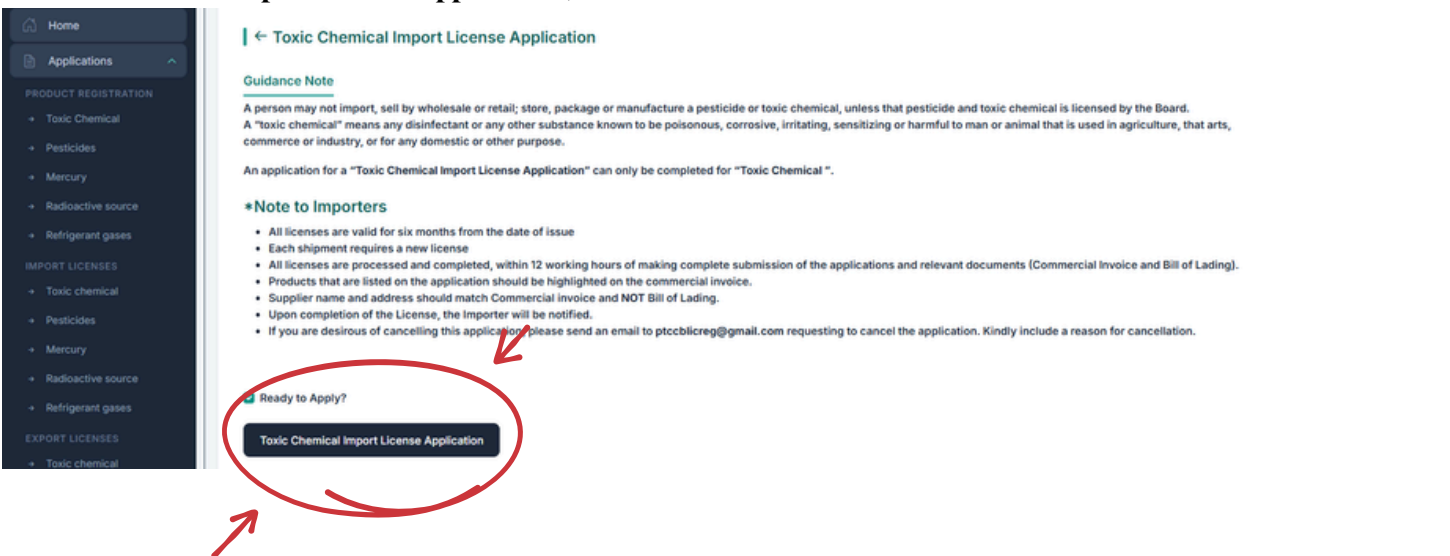 Home
Applications
PRODUCT REGISTRATION
Toxic Chemical
Pesticides
Mercury
Radioactive source
Refrigerant gases
IMPORT LICENSES
Toxic chemical
Pesticides
Mercury
Radioactive source
Refrigerant gases
EXPORT LICENSES
Toxic chemical
← Toxic Chemical Import License Application
Guidance Note
A person may not import, sell by wholesale or retail; store, package or manufacture a pesticide or toxic chemical, unless that pesticide and toxic chemical is licensed by the Board.
A "toxic chemical" means any disinfectant or any other substance known to be poisonous, corrosive, irritating, sensitizing or harmful to man or animal that is used in agriculture, that arts,
commerce or industry, or for any domestic or other purpose.
An application for a "Toxic Chemical Import License Application" can only be completed for "Toxic Chemical ".
*Note to Importers
• All licenses are valid for six months from the date of issue
• Each shipment requires a new license
• All licenses are processed and completed, within 12 working hours of making complete submission of the applications and relevant documents (Commercial Invoice and Bill of Lading).
• Products that are listed on the application should be highlighted on the commercial invoice.
• Supplier name and address should match Commercial invoice and NOT Bill of Lading.
• Upon completion of the License, the Importer will be notified.
• If you are desirous of cancelling this application please send an email to ptccblicreg@gmail.com requesting to cancel the application. Kindly include a reason for cancellation.
Ready to Apply?
Toxic Chemical Import License Application